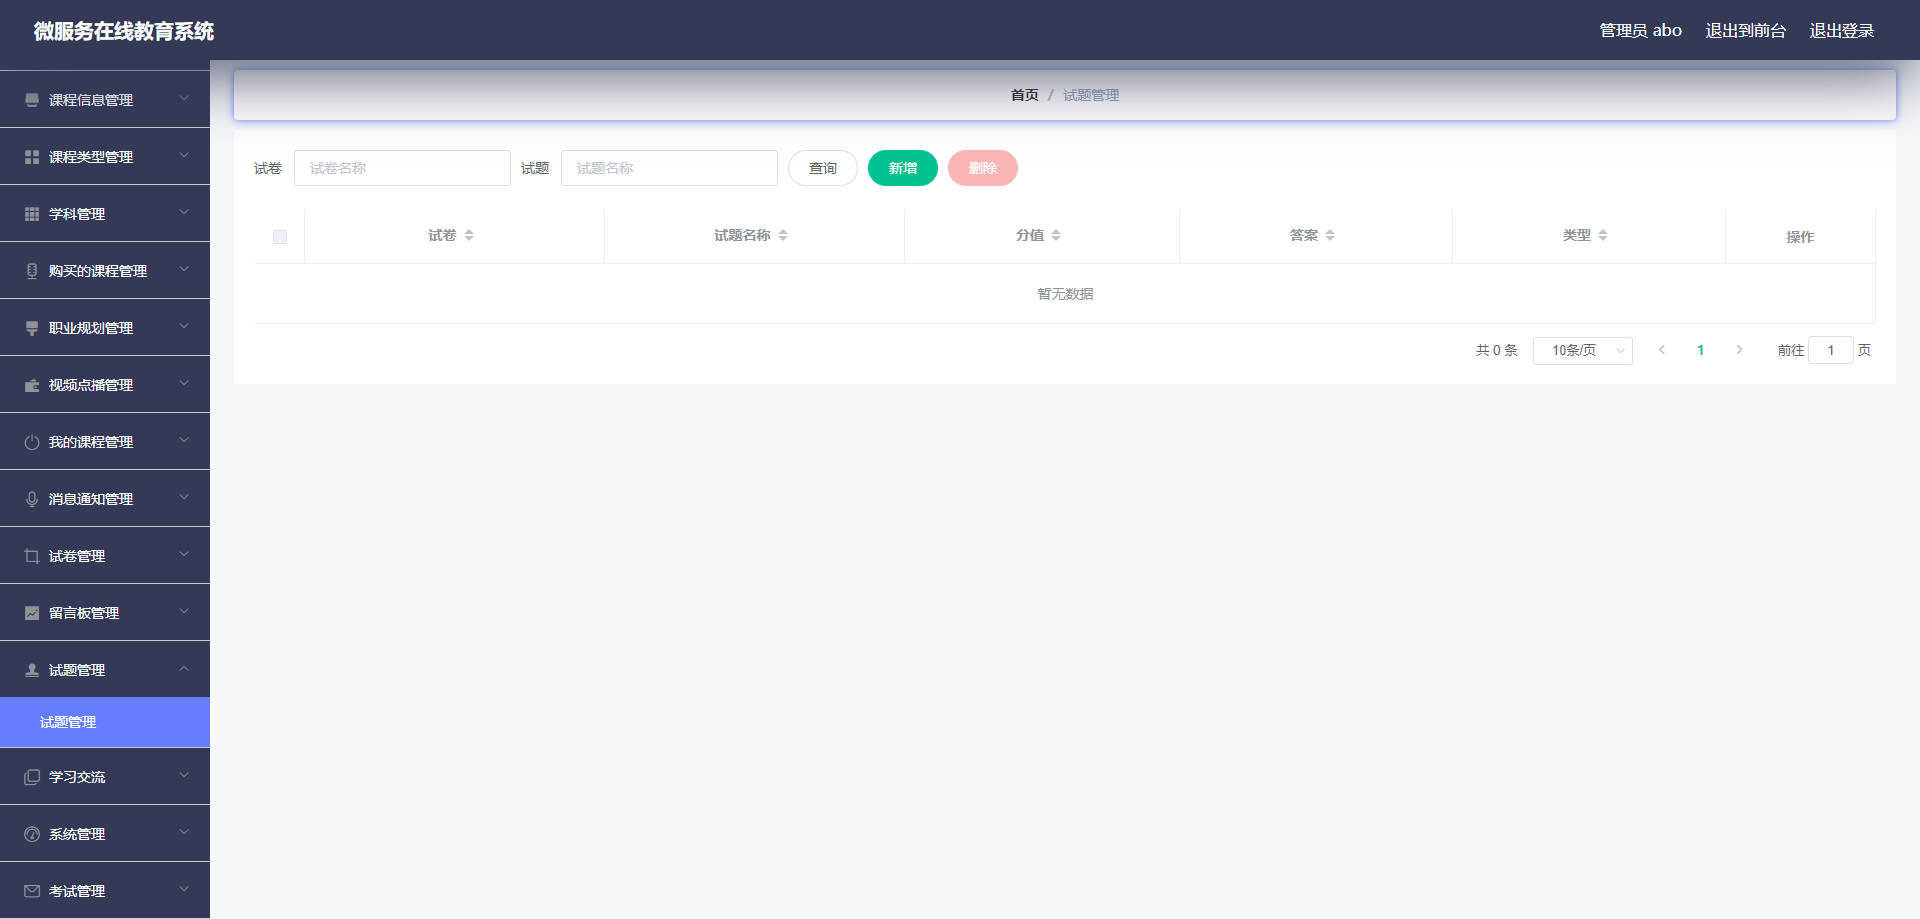 微服务在线教育系统
管理员 abo 退出到前台 退出登录
课程信息管理
课程类型管理
学科管理
购买的课程管理
职业规划管理
视频点播管理
我的课程管理
消息通知管理
试卷管理
留言板管理
试题管理
试题管理
学习交流
系统管理
考试管理
首页 / 试题管理
试卷 试卷名称 试题 试题名称 查询 新增 删除
试卷 试题名称 分值 答案 类型 操作
暂无数据
共 0 条 10条/页 1 前往 1 页